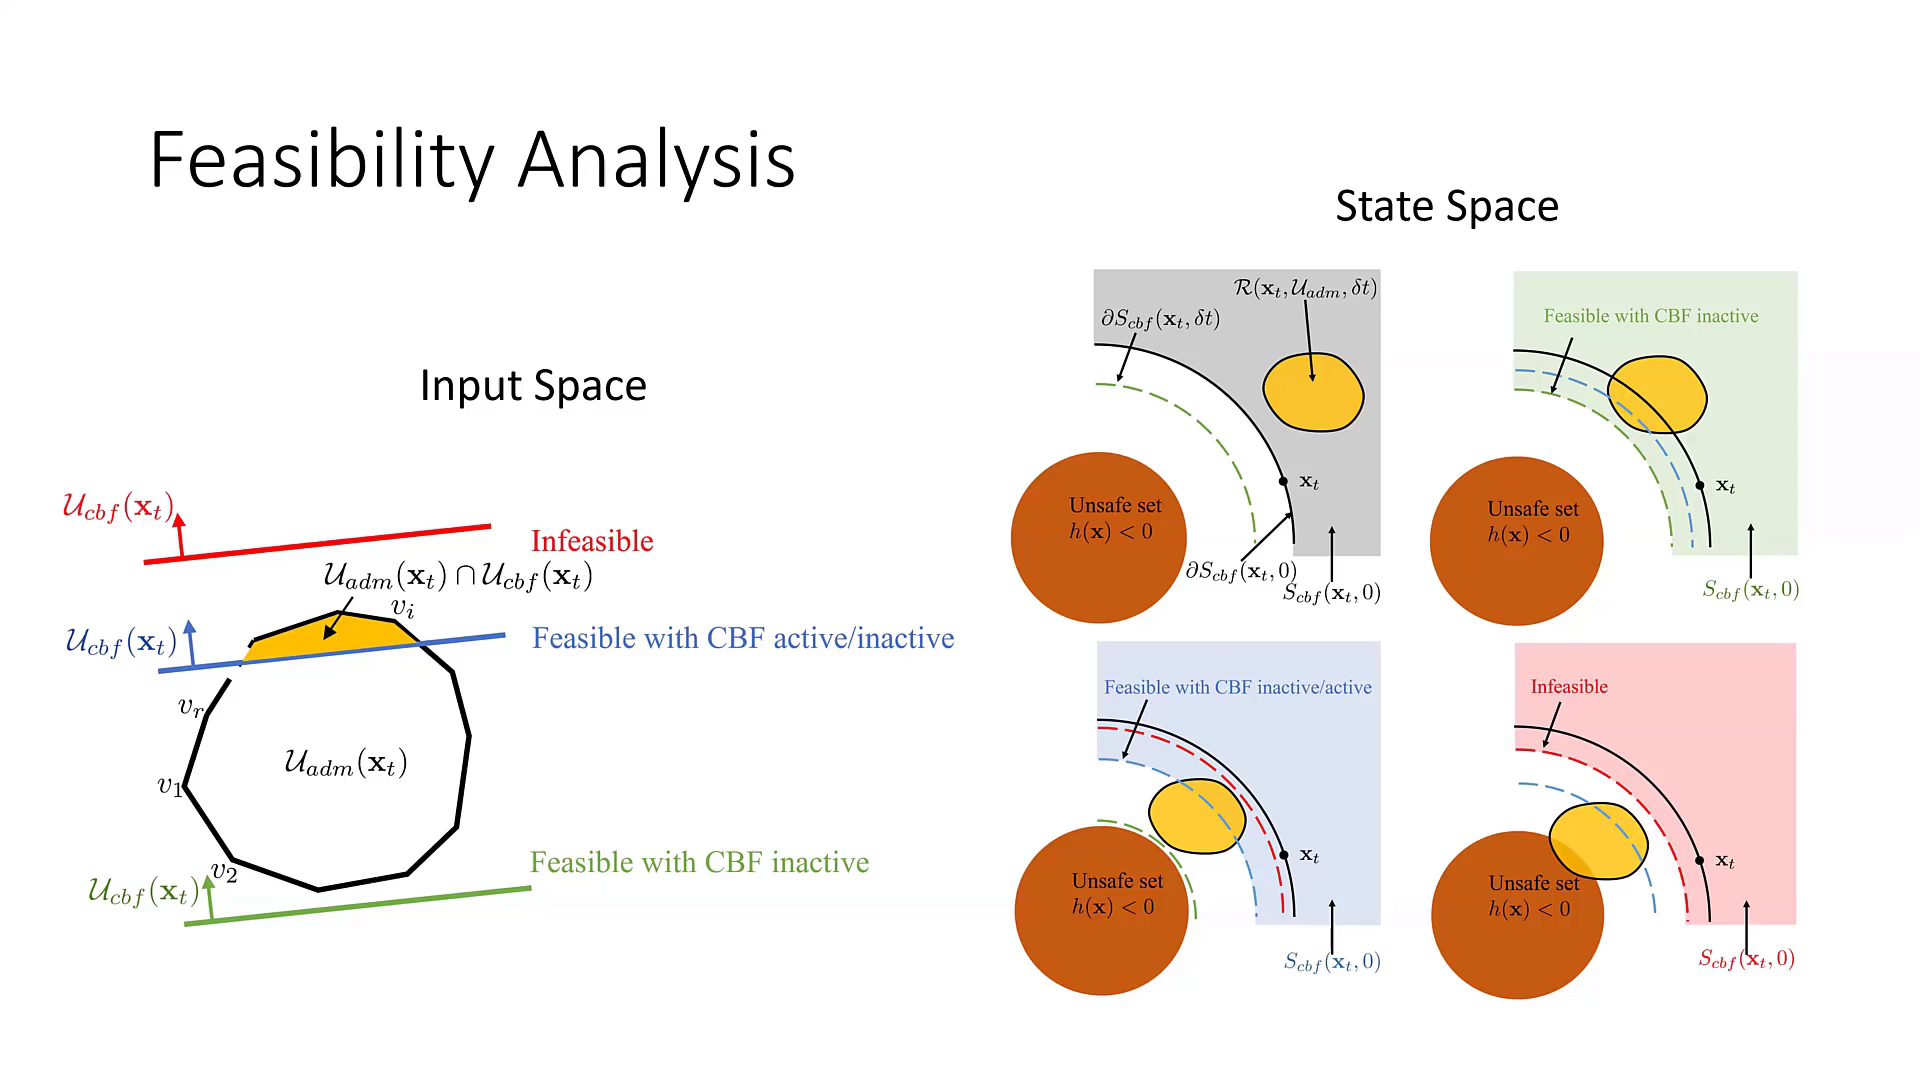 Feasibility Analysis
State Space
Input Space
𝒰_cbf(𝐱_t)
Infeasible
𝒰_adm(𝐱_t) ∩ 𝒰_cbf(𝐱_t)
v_i
𝒰_cbf(𝐱_t)
Feasible with CBF active/inactive
v_r
𝒰_adm(𝐱_t)
v_1
v_2
Feasible with CBF inactive
𝒰_cbf(𝐱_t)
ℛ(𝐱_t, 𝒰_adm, δt)
∂S_cbf(𝐱_t, δt)
𝐱_t
Unsafe set
h(𝐱) < 0
∂S_cbf(𝐱_t, 0)
S_cbf(𝐱_t, 0)
Feasible with CBF inactive
𝐱_t
Unsafe set
h(𝐱) < 0
S_cbf(𝐱_t, 0)
Feasible with CBF inactive/active
𝐱_t
Unsafe set
h(𝐱) < 0
S_cbf(𝐱_t, 0)
Infeasible
𝐱_t
Unsafe set
h(𝐱) < 0
S_cbf(𝐱_t, 0)